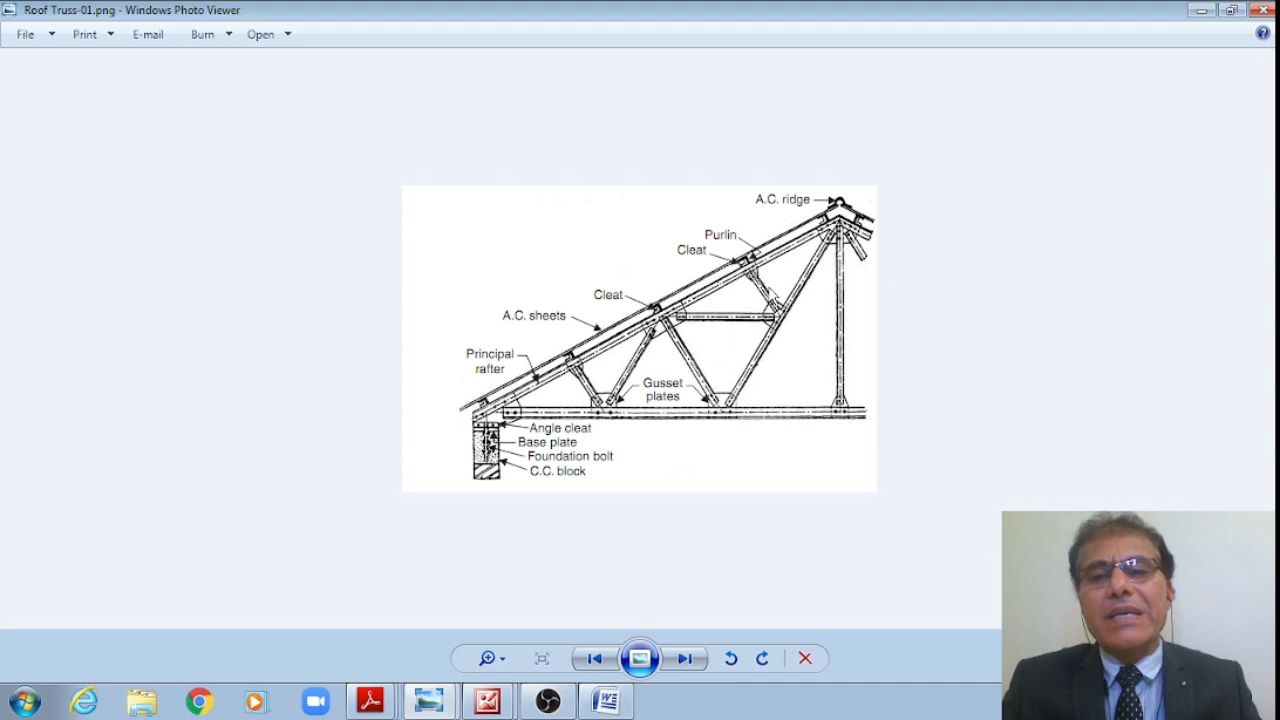 Roof Truss-01.png - Windows Photo Viewer
File Print E-mail Burn Open
A.C. ridge
Purlin
Cleat
Cleat
A.C. sheets
Principal
rafter
Gusset
plates
Angle cleat
Base plate
Foundation bolt
C.C. block